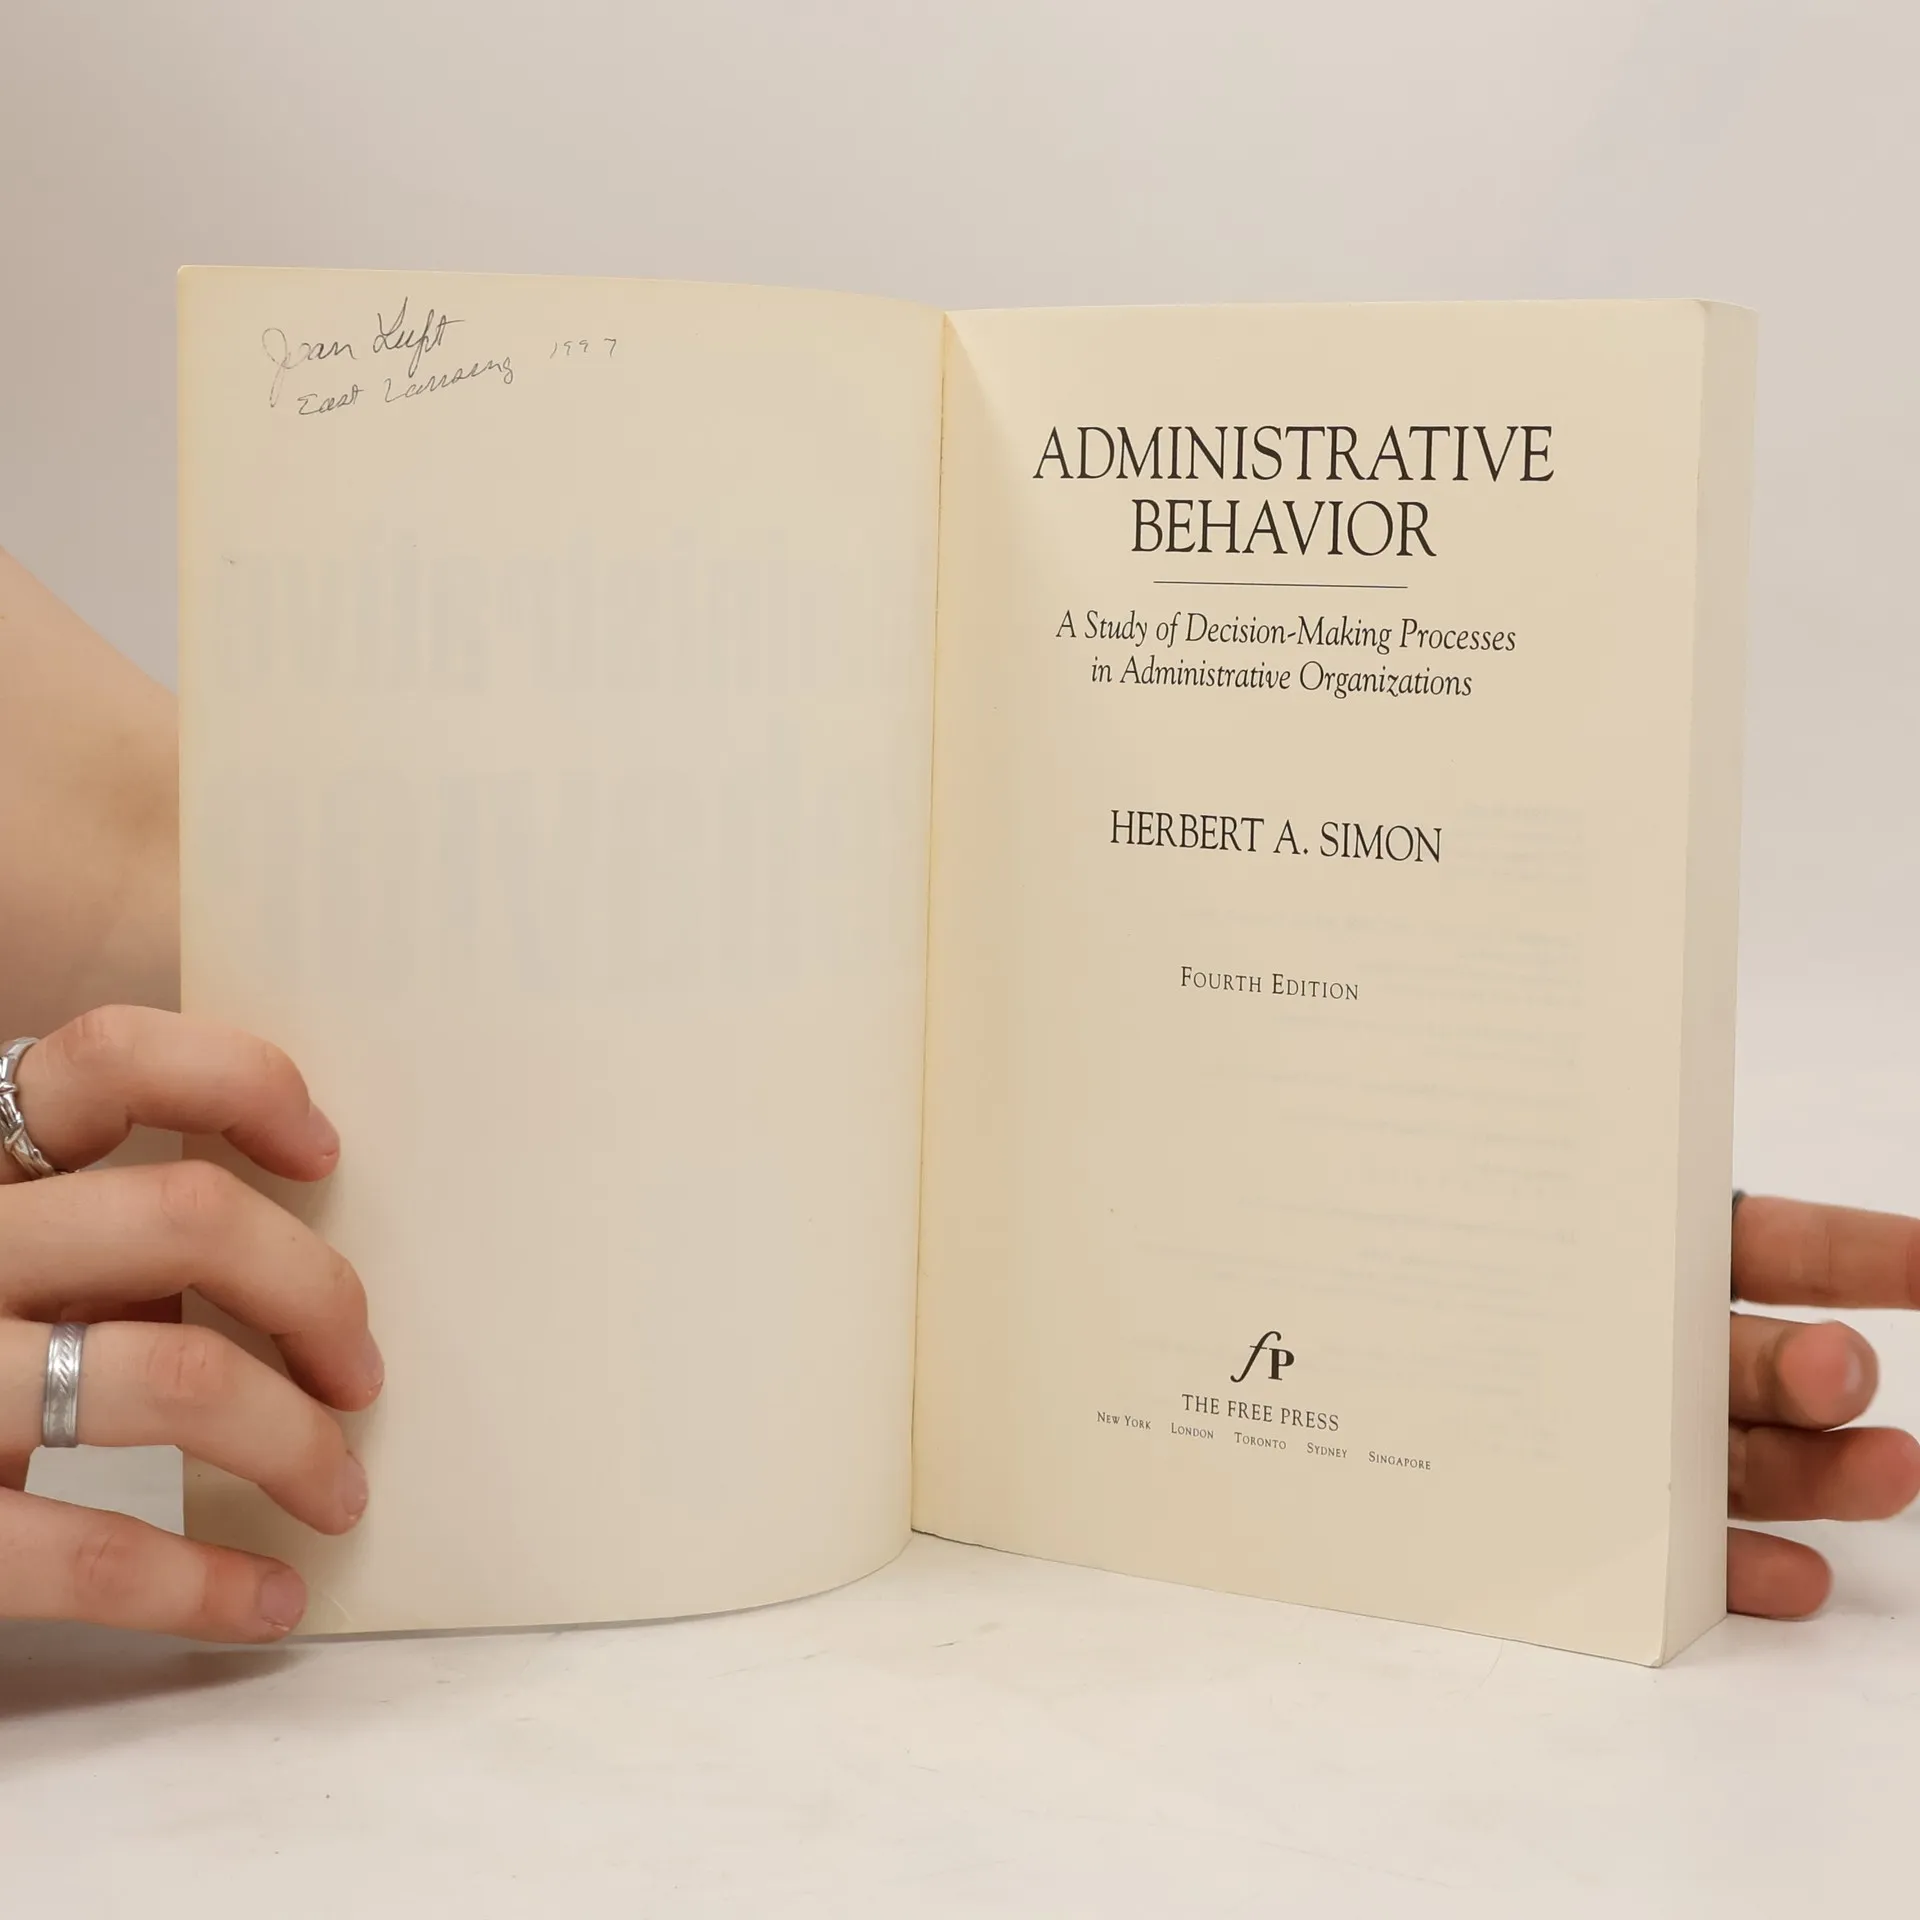 Joan Luft
East Lansing 1997
ADMINISTRATIVE
BEHAVIOR
A Study of Decision-Making Processes
in Administrative Organizations
HERBERT A. SIMON
FOURTH EDITION
fP
THE FREE PRESS
NEW YORK LONDON TORONTO SYDNEY SINGAPORE